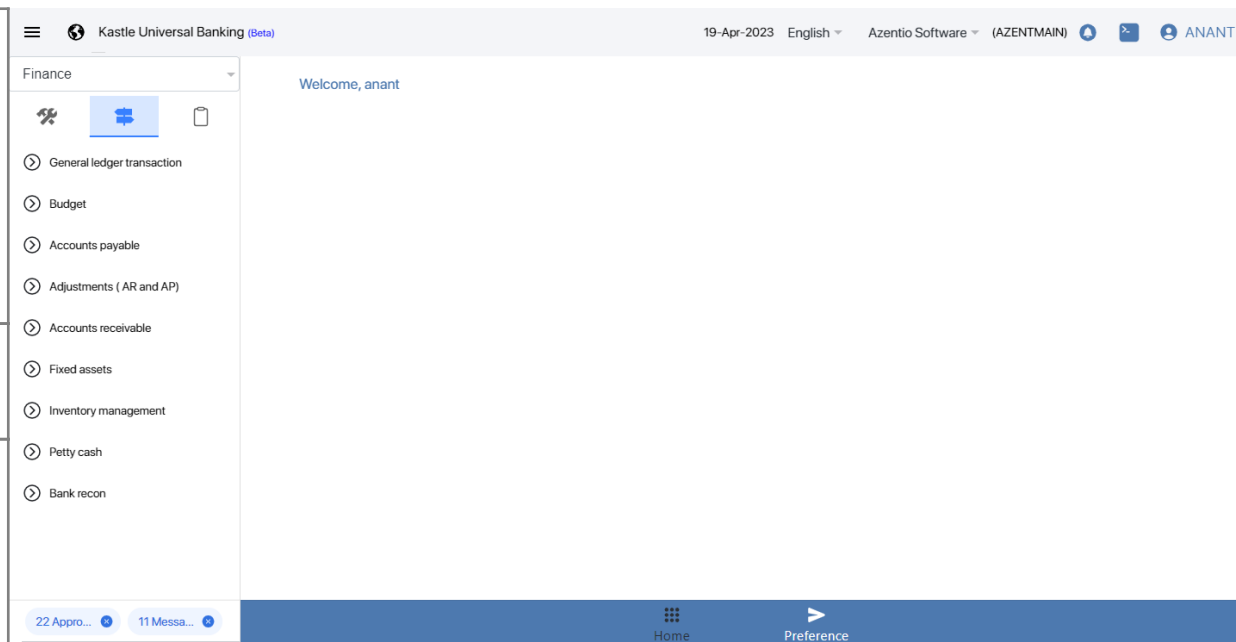 Kastle Universal Banking (Beta) 19-Apr-2023 English Azentio Software (AZENTMAIN) ANANT
Finance
Welcome, anant
General ledger transaction
Budget
Accounts payable
Adjustments ( AR and AP)
Accounts receivable
Fixed assets
Inventory management
Petty cash
Bank recon
22 Appro... 11 Messa...
Home Preference